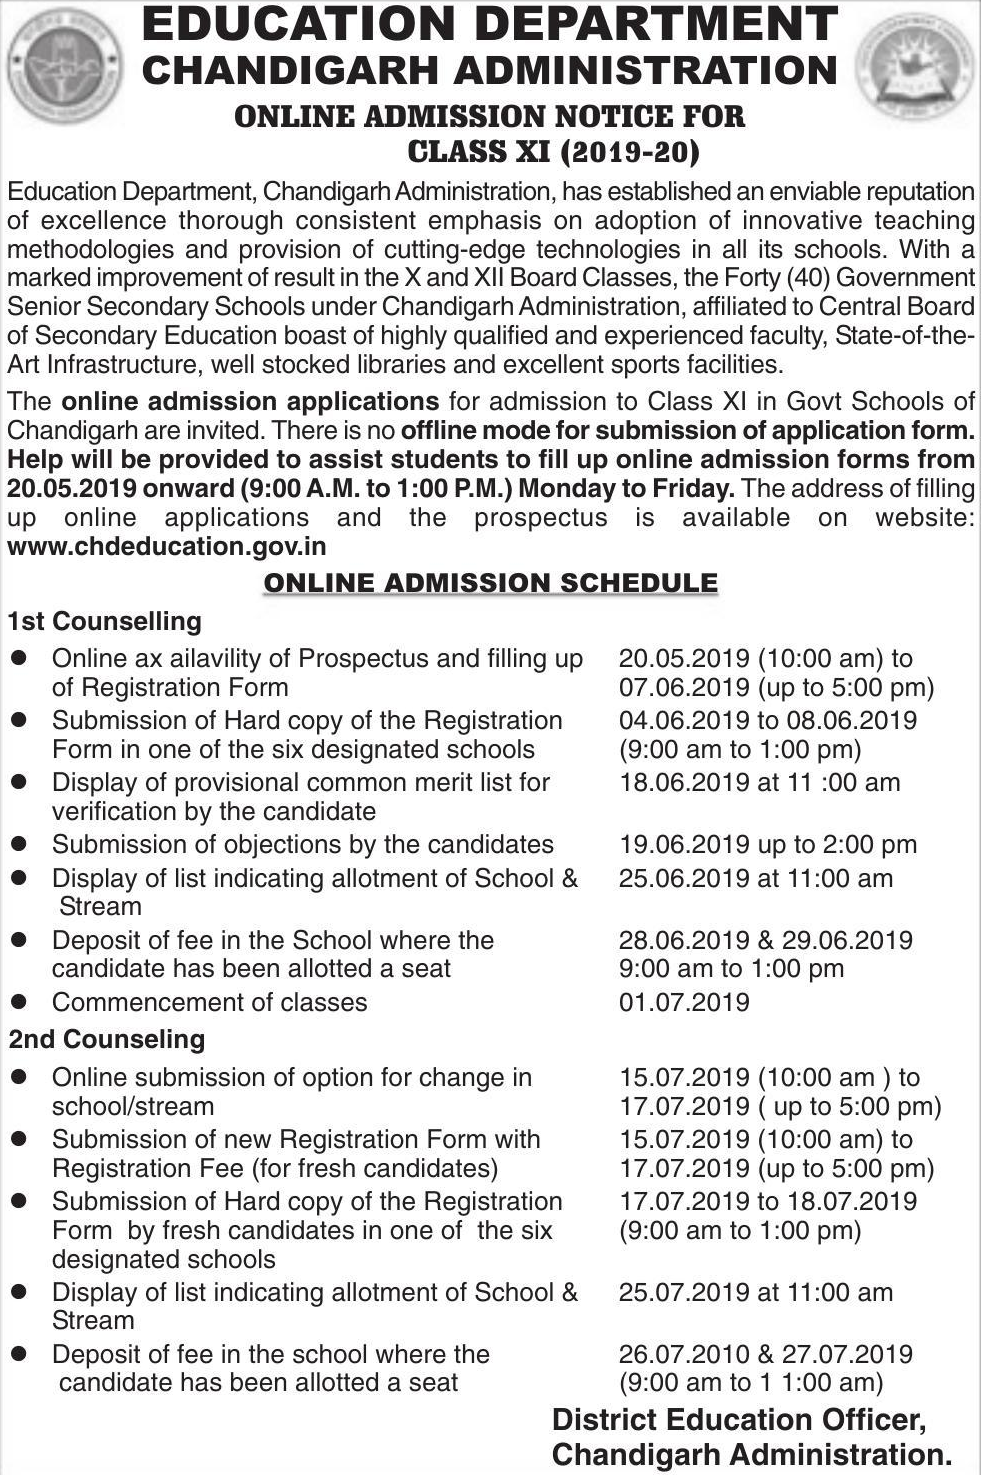 EDUCATION DEPARTMENT
CHANDIGARH ADMINISTRATION
ONLINE ADMISSION NOTICE FOR
CLASS XI (2019-20)
Education Department, Chandigarh Administration, has established an enviable reputation
of excellence thorough consistent emphasis on adoption of innovative teaching
methodologies and provision of cutting-edge technologies in all its schools. With a
marked improvement of result in the X and XII Board Classes, the Forty (40) Government
Senior Secondary Schools under Chandigarh Administration, affiliated to Central Board
of Secondary Education boast of highly qualified and experienced faculty, State-of-the-
Art Infrastructure, well stocked libraries and excellent sports facilities.
The online admission applications for admission to Class XI in Govt Schools of
Chandigarh are invited. There is no offline mode for submission of application form.
Help will be provided to assist students to fill up online admission forms from
20.05.2019 onward (9:00 A.M. to 1:00 P.M.) Monday to Friday. The address of filling
up online applications and the prospectus is available on website:
www.chdeducation.gov.in
ONLINE ADMISSION SCHEDULE
1st Counselling
● Online ax ailavility of Prospectus and filling up 20.05.2019 (10:00 am) to
of Registration Form 07.06.2019 (up to 5:00 pm)
● Submission of Hard copy of the Registration 04.06.2019 to 08.06.2019
Form in one of the six designated schools (9:00 am to 1:00 pm)
● Display of provisional common merit list for 18.06.2019 at 11 :00 am
verification by the candidate
● Submission of objections by the candidates 19.06.2019 up to 2:00 pm
● Display of list indicating allotment of School & 25.06.2019 at 11:00 am
Stream
● Deposit of fee in the School where the 28.06.2019 & 29.06.2019
candidate has been allotted a seat 9:00 am to 1:00 pm
● Commencement of classes 01.07.2019
2nd Counseling
● Online submission of option for change in 15.07.2019 (10:00 am ) to
school/stream 17.07.2019 ( up to 5:00 pm)
● Submission of new Registration Form with 15.07.2019 (10:00 am) to
Registration Fee (for fresh candidates) 17.07.2019 (up to 5:00 pm)
● Submission of Hard copy of the Registration 17.07.2019 to 18.07.2019
Form by fresh candidates in one of the six (9:00 am to 1:00 pm)
designated schools
● Display of list indicating allotment of School & 25.07.2019 at 11:00 am
Stream
● Deposit of fee in the school where the 26.07.2010 & 27.07.2019
candidate has been allotted a seat (9:00 am to 1 1:00 am)
District Education Officer,
Chandigarh Administration.